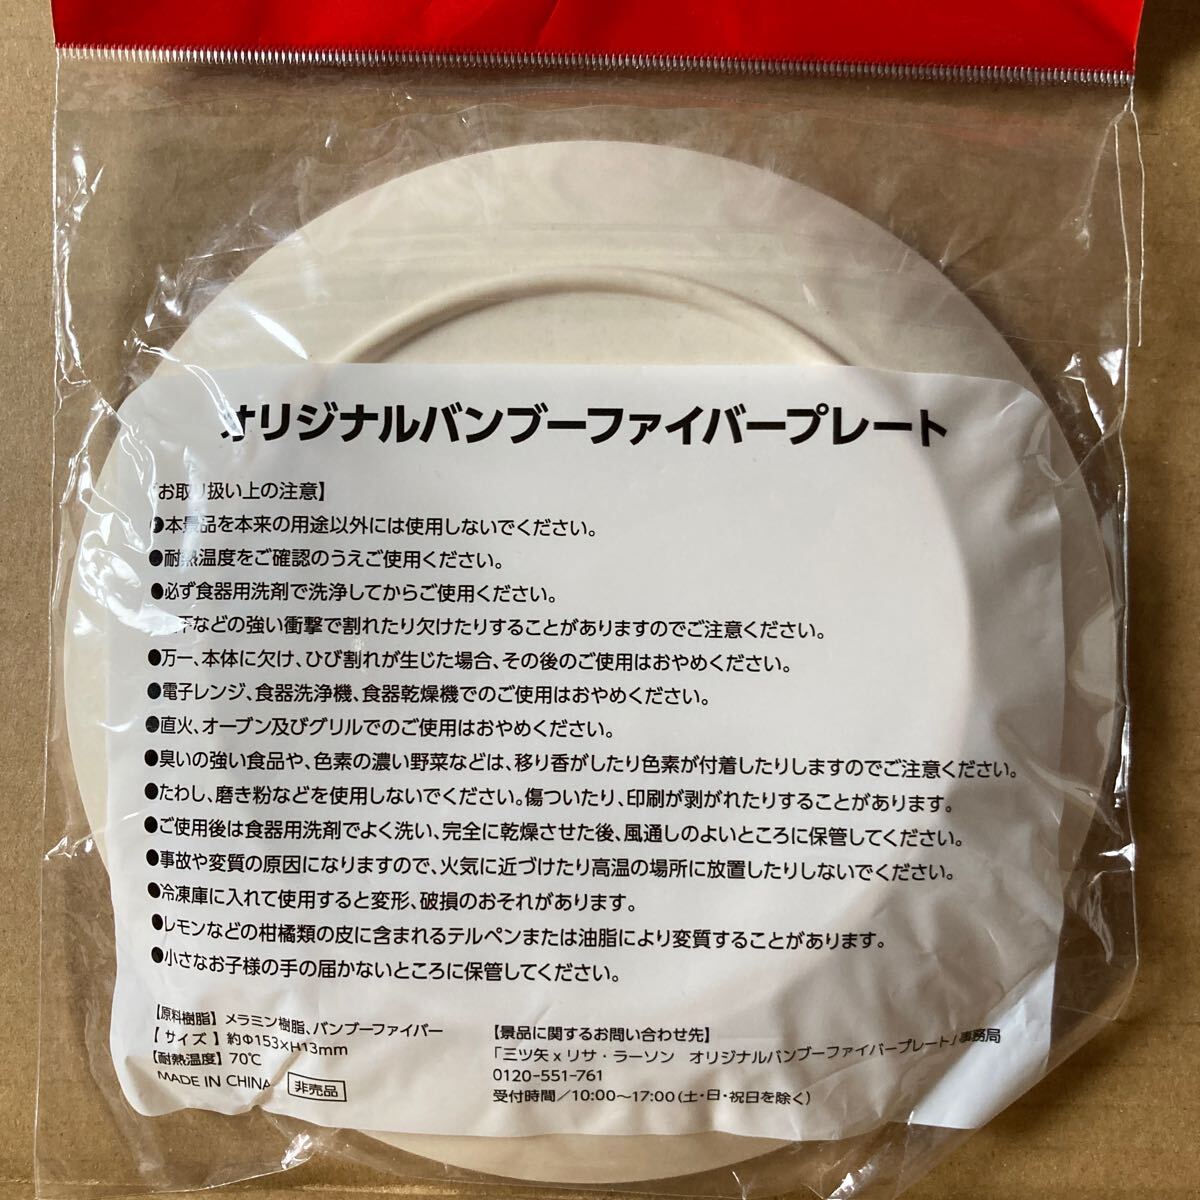 オリジナルバンブーファイバープレート
【お取り扱い上の注意】
●本景品を本来の用途以外には使用しないでください。
●耐熱温度をご確認のうえご使用ください。
●必ず食器用洗剤で洗浄してからご使用ください。
下などの強い衝撃で割れたり欠けたりすることがありますのでご注意ください。
●万一、本体に欠け、ひび割れが生じた場合、その後のご使用はおやめください。
●電子レンジ、食器洗浄機、食器乾燥機でのご使用はおやめください。
●直火、オーブン及びグリルでのご使用はおやめください。
●臭いの強い食品や、色素の濃い野菜などは、移り香がしたり色素が付着したりしますのでご注意ください。
●たわし、磨き粉などを使用しないでください。傷ついたり、印刷が剥がれたりすることがあります。
●ご使用後は食器用洗剤でよく洗い、完全に乾燥させた後、風通しのよいところに保管してください。
●事故や変質の原因になりますので、火気に近づけたり高温の場所に放置したりしないでください。
●冷凍庫に入れて使用すると変形、破損のおそれがあります。
●レモンなどの柑橘類の皮に含まれるテルペンまたは油脂により変質することがあります。
●小さなお子様の手の届かないところに保管してください。
【原料樹脂】メラミン樹脂、バンブーファイバー
【サイズ】約Φ153×H13mm
【耐熱温度】70℃
MADE IN CHINA 非売品
【景品に関するお問い合わせ先】
「三ツ矢 x リサ・ラーソン オリジナルバンブーファイバープレート」事務局
0120-551-761
受付時間／10:00〜17:00（土・日・祝日を除く）